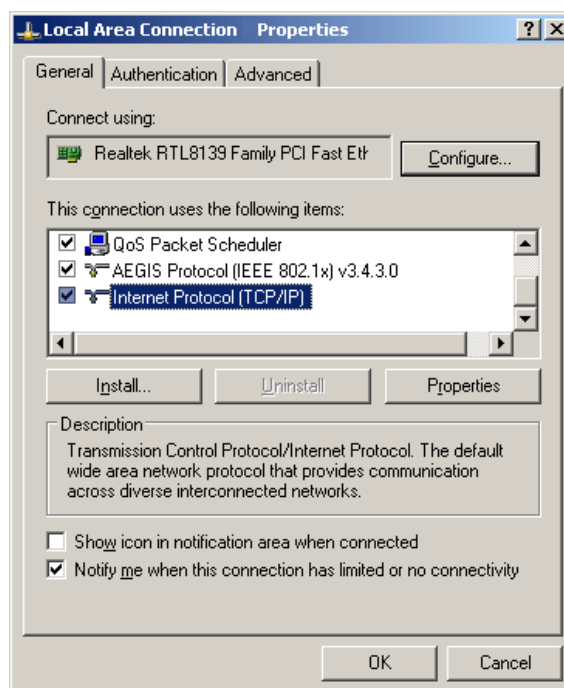 Local Area Connection Properties
General Authentication Advanced
Connect using:
Realtek RTL8139 Family PCI Fast Eth
Configure...
This connection uses the following items:
QoS Packet Scheduler
AEGIS Protocol (IEEE 802.1x) v3.4.3.0
Internet Protocol (TCP/IP)
Install... Uninstall Properties
Description
Transmission Control Protocol/Internet Protocol. The default
wide area network protocol that provides communication
across diverse interconnected networks.
Show icon in notification area when connected
Notify me when this connection has limited or no connectivity
OK Cancel